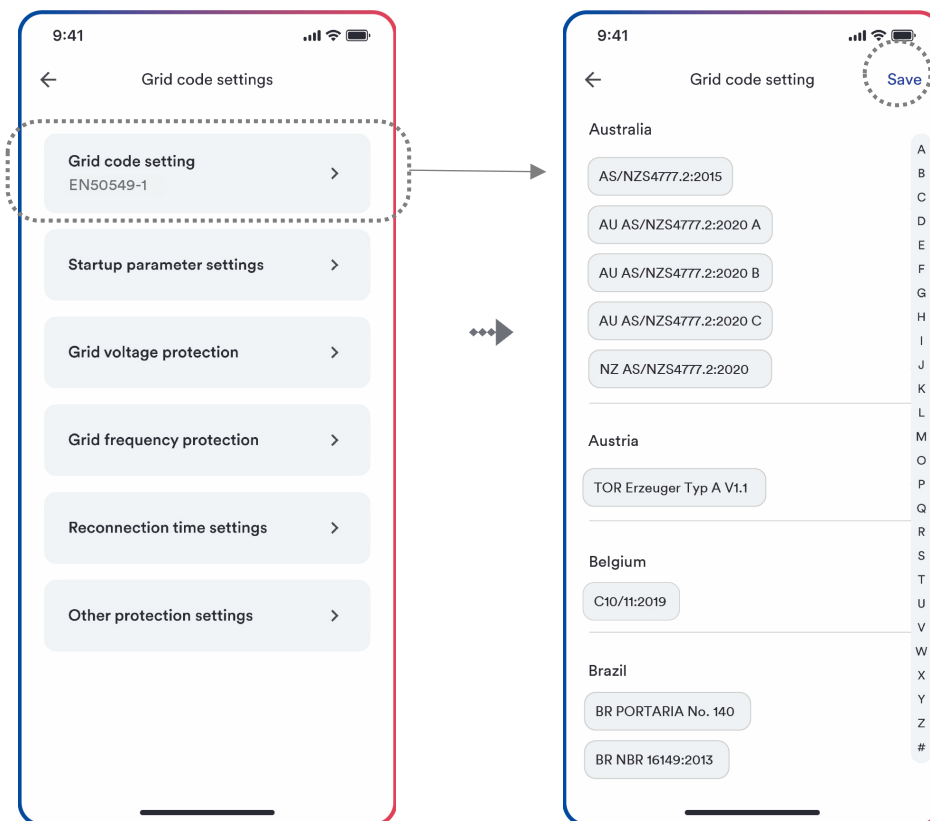 9:41
Grid code settings
Grid code setting
EN50549-1
Startup parameter settings
Grid voltage protection
Grid frequency protection
Reconnection time settings
Other protection settings
9:41
Grid code setting
Save
Australia
AS/NZS4777.2:2015
AU AS/NZS4777.2:2020 A
AU AS/NZS4777.2:2020 B
AU AS/NZS4777.2:2020 C
NZ AS/NZS4777.2:2020
Austria
TOR Erzeuger Typ A V1.1
Belgium
C10/11:2019
Brazil
BR PORTARIA No. 140
BR NBR 16149:2013
A
B
C
D
E
F
G
H
I
J
K
L
M
O
P
Q
R
S
T
U
V
W
X
Y
Z
#